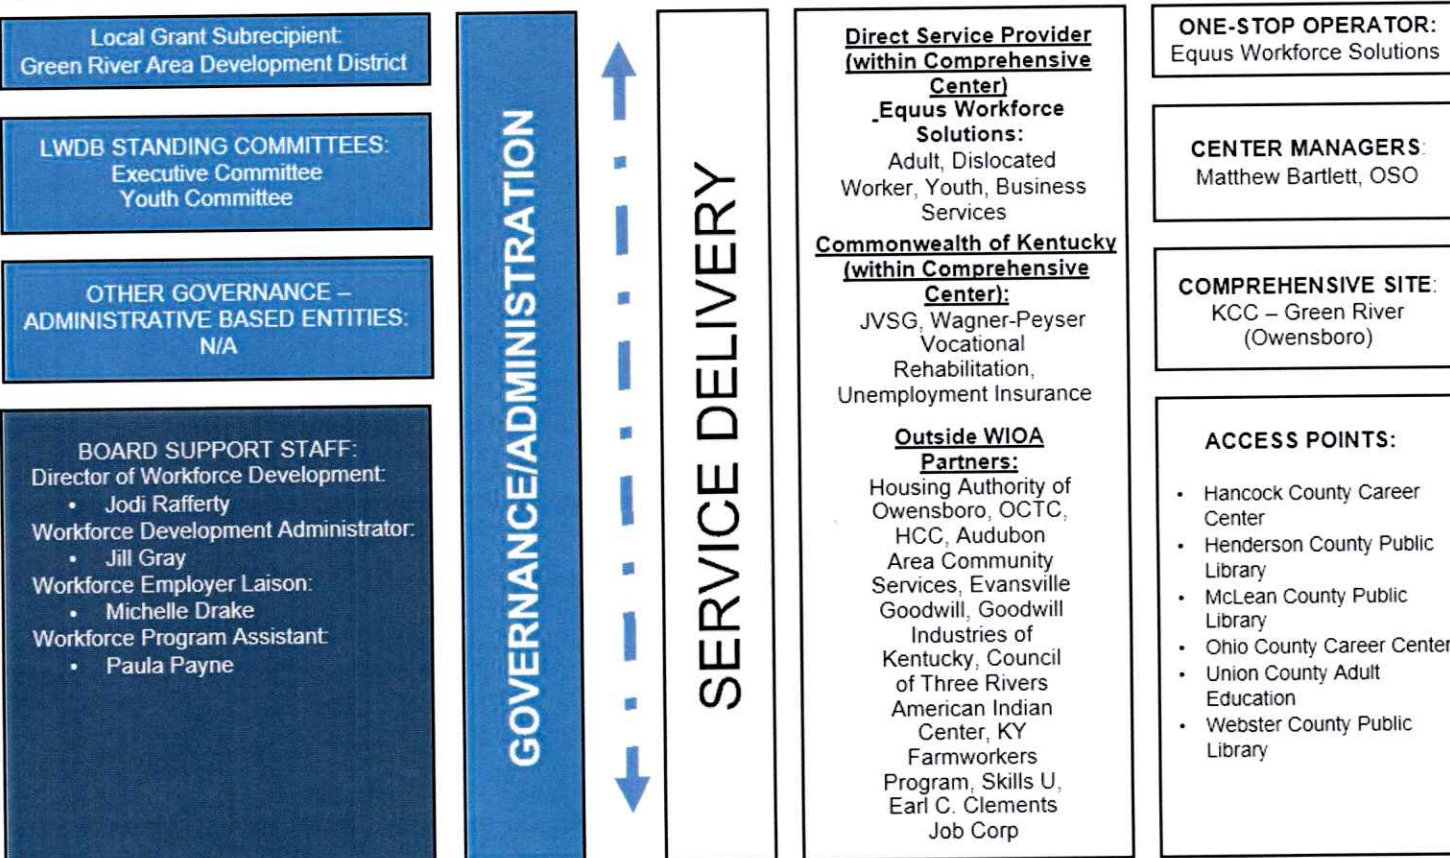 Local Grant Subrecipient:
Green River Area Development District
LWDB STANDING COMMITTEES:
Executive Committee
Youth Committee
OTHER GOVERNANCE –
ADMINISTRATIVE BASED ENTITIES:
N/A
BOARD SUPPORT STAFF:
Director of Workforce Development:
• Jodi Rafferty
Workforce Development Administrator:
• Jill Gray
Workforce Employer Laison:
• Michelle Drake
Workforce Program Assistant:
• Paula Payne
GOVERNANCE/ADMINISTRATION
SERVICE DELIVERY
Direct Service Provider
(within Comprehensive
Center)
Equus Workforce
Solutions:
Adult, Dislocated
Worker, Youth, Business
Services
Commonwealth of Kentucky
(within Comprehensive
Center):
JVSG, Wagner-Peyser
Vocational
Rehabilitation,
Unemployment Insurance
Outside WIOA
Partners:
Housing Authority of
Owensboro, OCTC,
HCC, Audubon
Area Community
Services, Evansville
Goodwill, Goodwill
Industries of
Kentucky, Council
of Three Rivers
American Indian
Center, KY
Farmworkers
Program, Skills U,
Earl C. Clements
Job Corp
ONE-STOP OPERATOR:
Equus Workforce Solutions
CENTER MANAGERS:
Matthew Bartlett, OSO
COMPREHENSIVE SITE:
KCC – Green River
(Owensboro)
ACCESS POINTS:
• Hancock County Career
Center
• Henderson County Public
Library
• McLean County Public
Library
• Ohio County Career Center
• Union County Adult
Education
• Webster County Public
Library